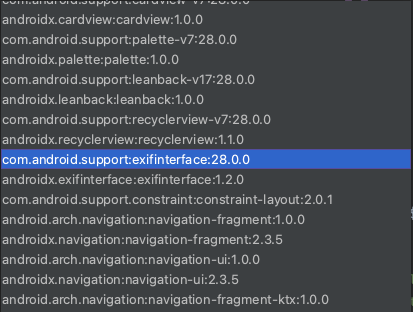 com.android.support:cardview-v7:28.0.0
androidx.cardview:cardview:1.0.0
com.android.support:palette-v7:28.0.0
androidx.palette:palette:1.0.0
com.android.support:leanback-v17:28.0.0
androidx.leanback:leanback:1.0.0
com.android.support:recyclerview-v7:28.0.0
androidx.recyclerview:recyclerview:1.1.0
com.android.support:exifinterface:28.0.0
androidx.exifinterface:exifinterface:1.2.0
com.android.support.constraint:constraint-layout:2.0.1
android.arch.navigation:navigation-fragment:1.0.0
androidx.navigation:navigation-fragment:2.3.5
android.arch.navigation:navigation-ui:1.0.0
androidx.navigation:navigation-ui:2.3.5
android.arch.navigation:navigation-fragment-ktx:1.0.0